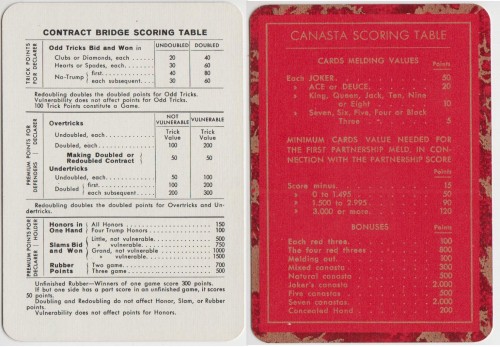 CONTRACT BRIDGE SCORING TABLE
TRICK POINTS FOR DECLARER
Odd Tricks Bid and Won in UNDOUBLED DOUBLED
Clubs or Diamonds, each 20 40
Hearts or Spades, each 30 60
No-Trump first 40 80
each subsequent 30 60
Redoubling doubles the doubled points for Odd Tricks.
Vulnerability does not affect points for Odd Tricks.
100 Trick Points constitute a Game.
PREMIUM POINTS FOR DECLARER DEFENDERS
Overtricks NOT VULNERABLE VULNERABLE
Undoubled, each Trick Value Trick Value
Doubled, each 100 200
Making Doubled or Redoubled Contract 50 50
Undertricks
Undoubled, each 50 100
Doubled first 100 200
each subsequent 200 300
Redoubling doubles the doubled points for Overtricks and Undertricks.
PREMIUM POINTS FOR DECLARER HOLDER
Honors in One Hand All Honors 150
Four Trump Honors 100
Slams Bid and Won Little, not vulnerable 500
" vulnerable 750
Grand, not vulnerable 1000
" vulnerable 1500
Rubber Points Two game 700
Three game 500
Unfinished Rubber—Winners of one game score 300 points.
If but one side has a part score in an unfinished game, it scores
50 points.
Doubling and Redoubling do not affect Honor, Slam, or Rubber
points.
Vulnerability does not affect points for Honors.
CANASTA SCORING TABLE
CARDS MELDING VALUES
Points
Each JOKER. 50
» ACE or DEUCE. 20
» King, Queen, Jack, Ten, Nine
or Eight 10
» Seven, Six, Five, Four or Black
Three 5
MINIMUM CARDS VALUE NEEDED FOR
THE FIRST PARTNERSHIP MELD, IN CO-
NNECTION WITH THE PARTNERSHIP SCORE
Points
Score minus. 15
» 0 to 1.495 50
» 1.500 to 2.995 90
» 3.000 or more. 120
BONUSES
Points
Each red three. 100
The four red threes 800
Melding out. 100
Mixed canasta 300
Natural canasta 500
Joker's canasta 2.000
Five canastas 500
Seven canastas. 2.000
Concealed Hand 200